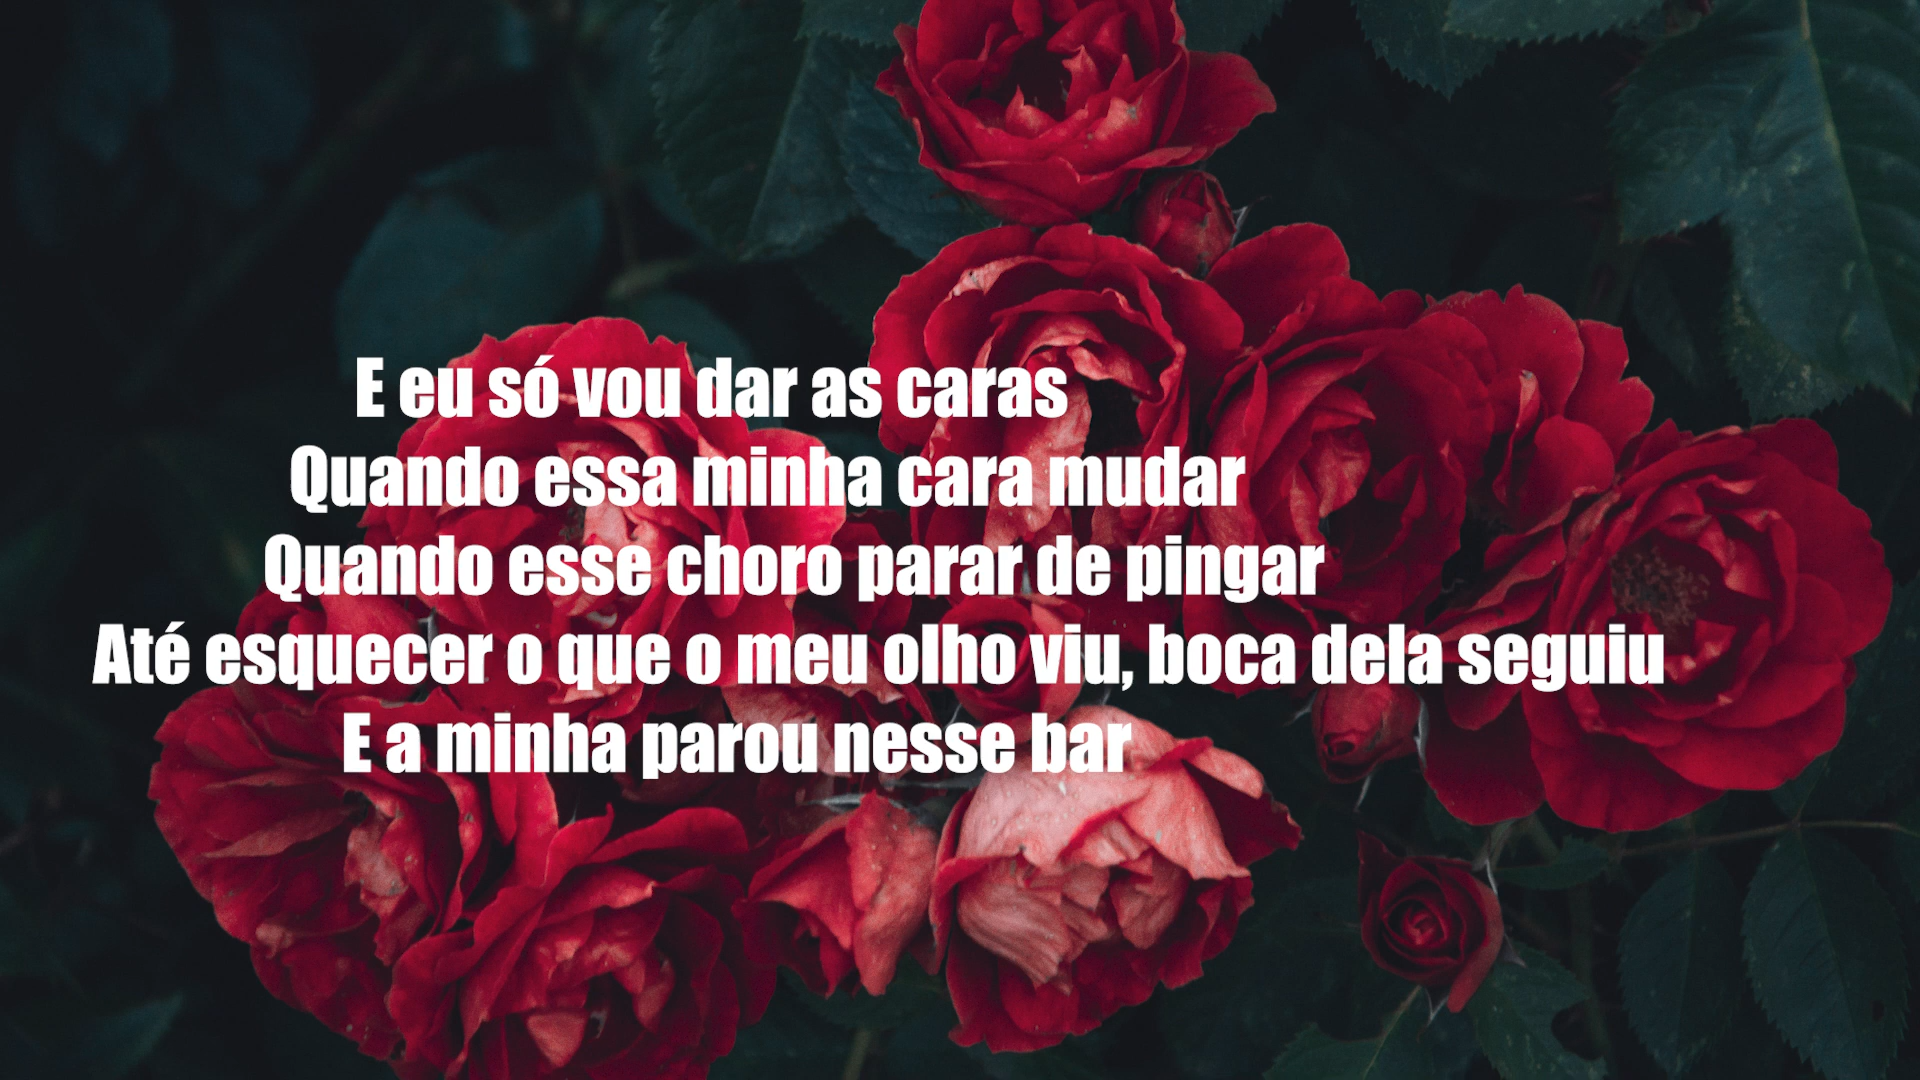 E eu só vou dar as caras
Quando essa minha cara mudar
Quando esse choro parar de pingar
Até esquecer o que o meu olho viu, boca dela seguiu
E a minha parou nesse bar